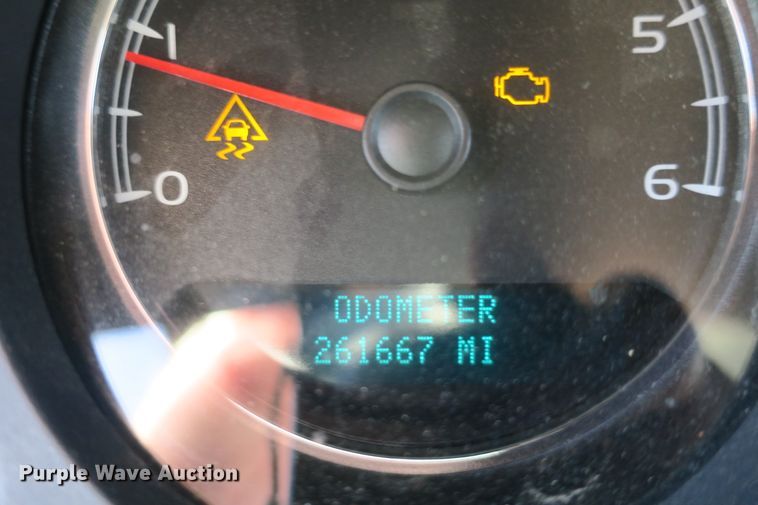 1
5
0
6
ODOMETER
261667 MI
Purple Wave Auction